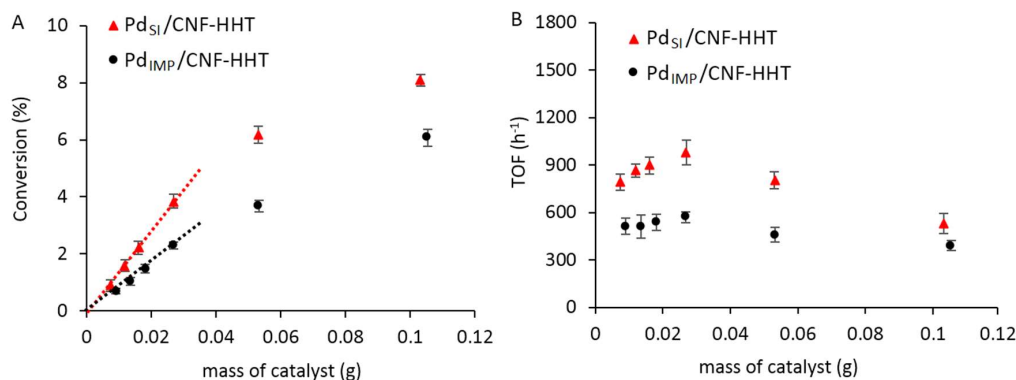 A
Pd_SI/CNF-HHT
Pd_IMP/CNF-HHT
Conversion (%)
10
8
6
4
2
0
0 0.02 0.04 0.06 0.08 0.1 0.12
mass of catalyst (g)
B
Pd_SI/CNF-HHT
Pd_IMP/CNF-HHT
TOF (h⁻¹)
1800
1500
1200
900
600
300
0
0 0.02 0.04 0.06 0.08 0.1 0.12
mass of catalyst (g)